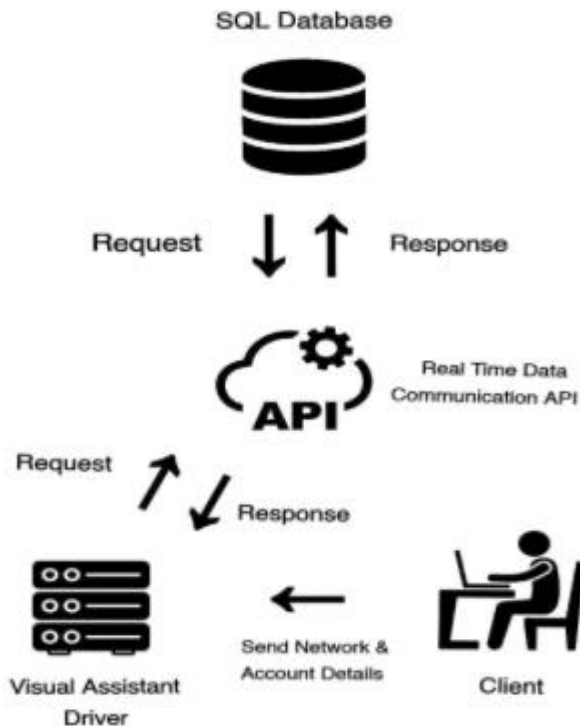 SQL Database
Request
Response
API
Real Time Data
Communication API
Request
Response
Send Network &
Account Details
Visual Assistant
Driver
Client